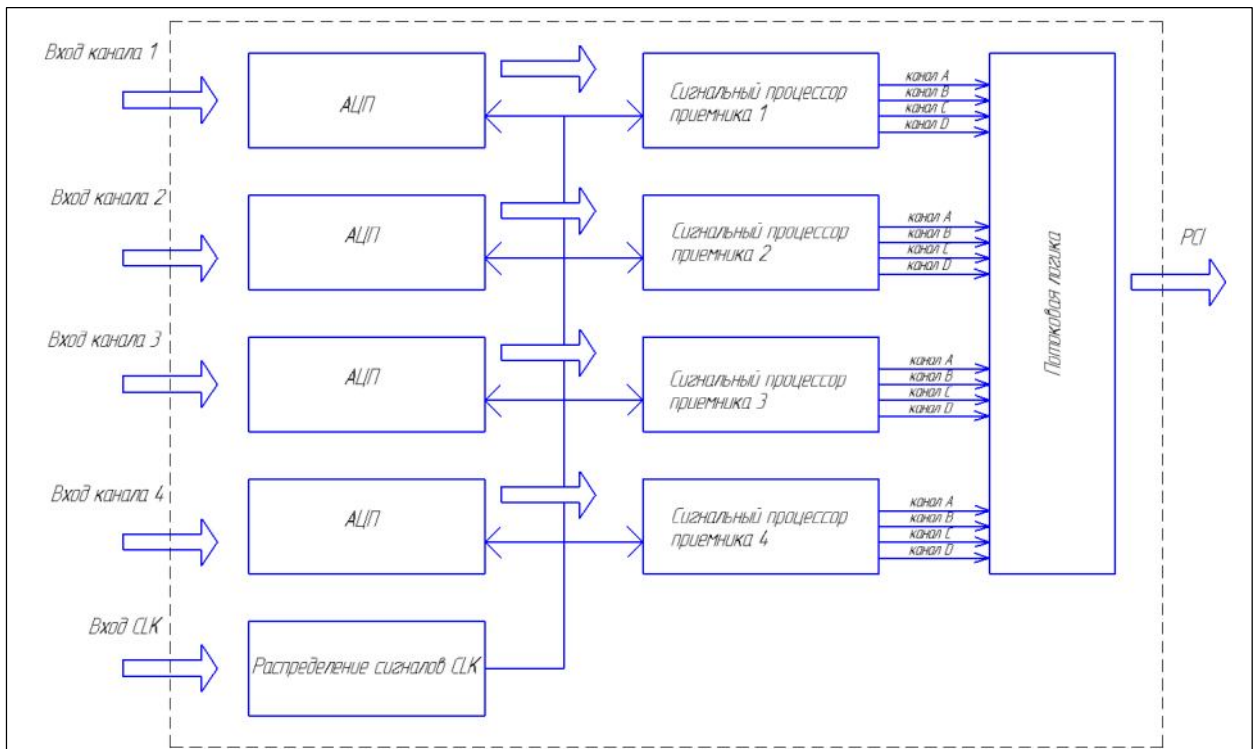 Вход канала 1
АЦП
Сигнальный процессор
приемника 1
канал A
канал B
канал C
канал D
Вход канала 2
АЦП
Сигнальный процессор
приемника 2
канал A
канал B
канал C
канал D
Потоковая логика
PCI
Вход канала 3
АЦП
Сигнальный процессор
приемника 3
канал A
канал B
канал C
канал D
Вход канала 4
АЦП
Сигнальный процессор
приемника 4
канал A
канал B
канал C
канал D
Вход CLK
Распределение сигналов CLK